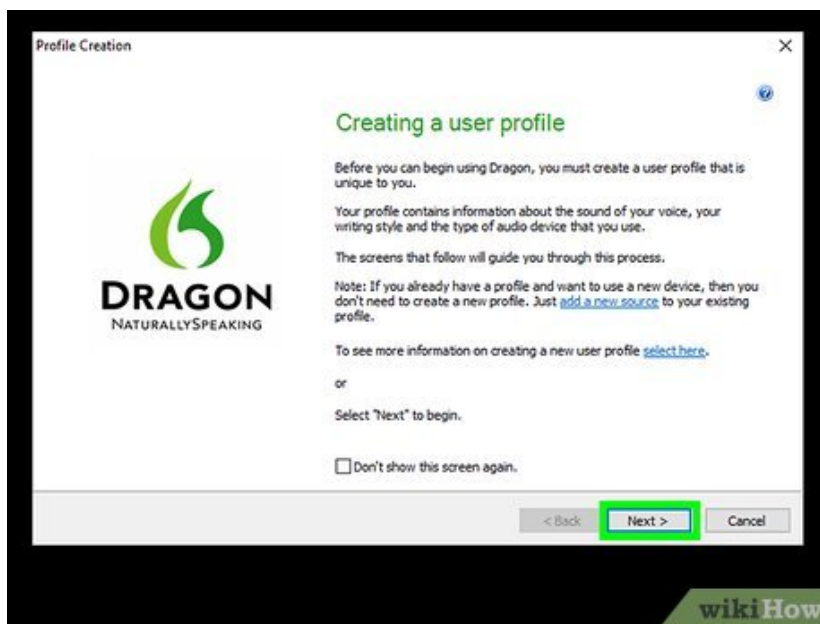 Profile Creation
Creating a user profile
Before you can begin using Dragon, you must create a user profile that is
unique to you.
Your profile contains information about the sound of your voice, your
writing style and the type of audio device that you use.
The screens that follow will guide you through this process.
Note: If you already have a profile and want to use a new device, then you
don't need to create a new profile. Just add a new source to your existing
profile.
DRAGON
NATURALLYSPEAKING
To see more information on creating a new user profile select here.
or
Select "Next" to begin.
Don't show this screen again.
< Back Next > Cancel
wikiHow